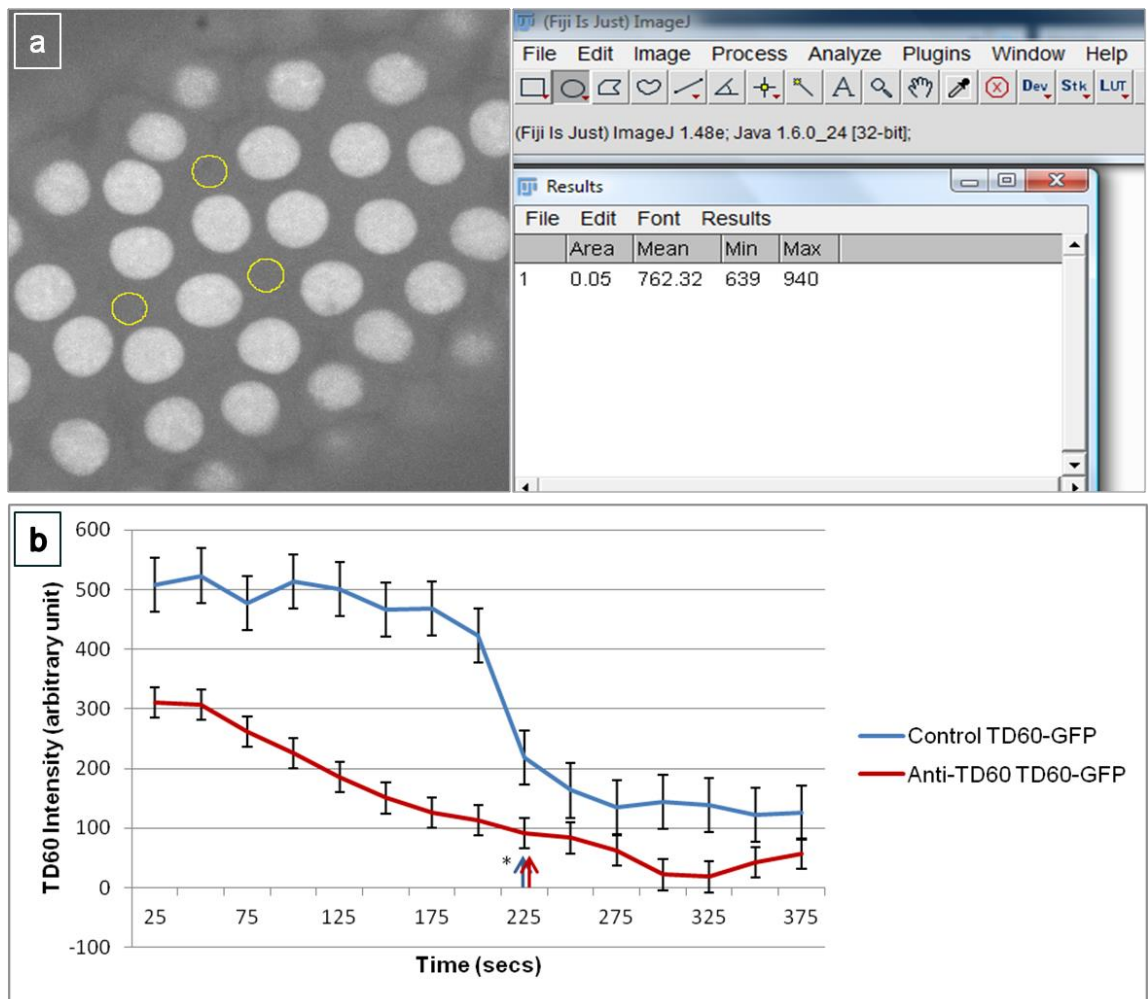 a
(Fiji Is Just) ImageJ
File Edit Image Process Analyze Plugins Window Help
A Dev Stk LUT
(Fiji Is Just) ImageJ 1.48e; Java 1.6.0_24 [32-bit];
Results
File Edit Font Results
Area Mean Min Max
1 0.05 762.32 639 940
b
TD60 Intensity (arbitrary unit)
600
500
400
300
200
100
0
-100
*
25 75 125 175 225 275 325 375
Time (secs)
Control TD60-GFP
Anti-TD60 TD60-GFP